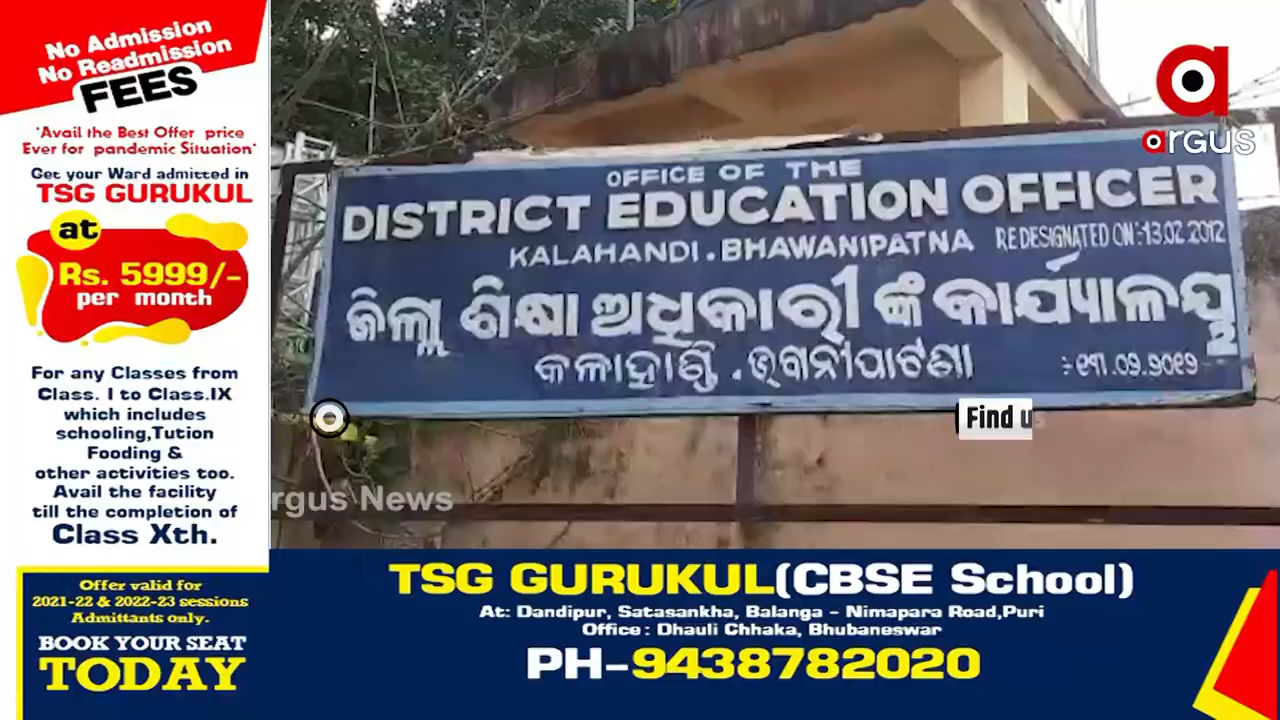 No Admission
No Readmission
FEES
'Avail the Best Offer price
Ever for pandemic Situation'
Get your Ward admitted in
TSG GURUKUL
at
Rs. 5999/-
per month
For any Classes from
Class. I to Class.IX
which includes
schooling,Tution
Fooding &
other activities too.
Avail the facility
till the completion of
Class Xth.
Offer valid for
2021-22 & 2022-23 sessions
Admittants only.
BOOK YOUR SEAT
TODAY
argus
OFFICE OF THE
DISTRICT EDUCATION OFFICER
KALAHANDI.BHAWANIPATNA REDESIGNATED ON:-13.02.2012
ଜିଲ୍ଲା ଶିକ୍ଷା ଅଧିକାରୀ ଙ୍କ କାର୍ଯ୍ୟାଳୟ
କଳାହାଣ୍ଡି . ଭବାନୀପାଟଣା
Find u
rgus News
TSG GURUKUL(CBSE School)
At: Dandipur, Satasankha, Balanga - Nimapara Road,Puri
Office : Dhauli Chhaka, Bhubaneswar
PH-9438782020